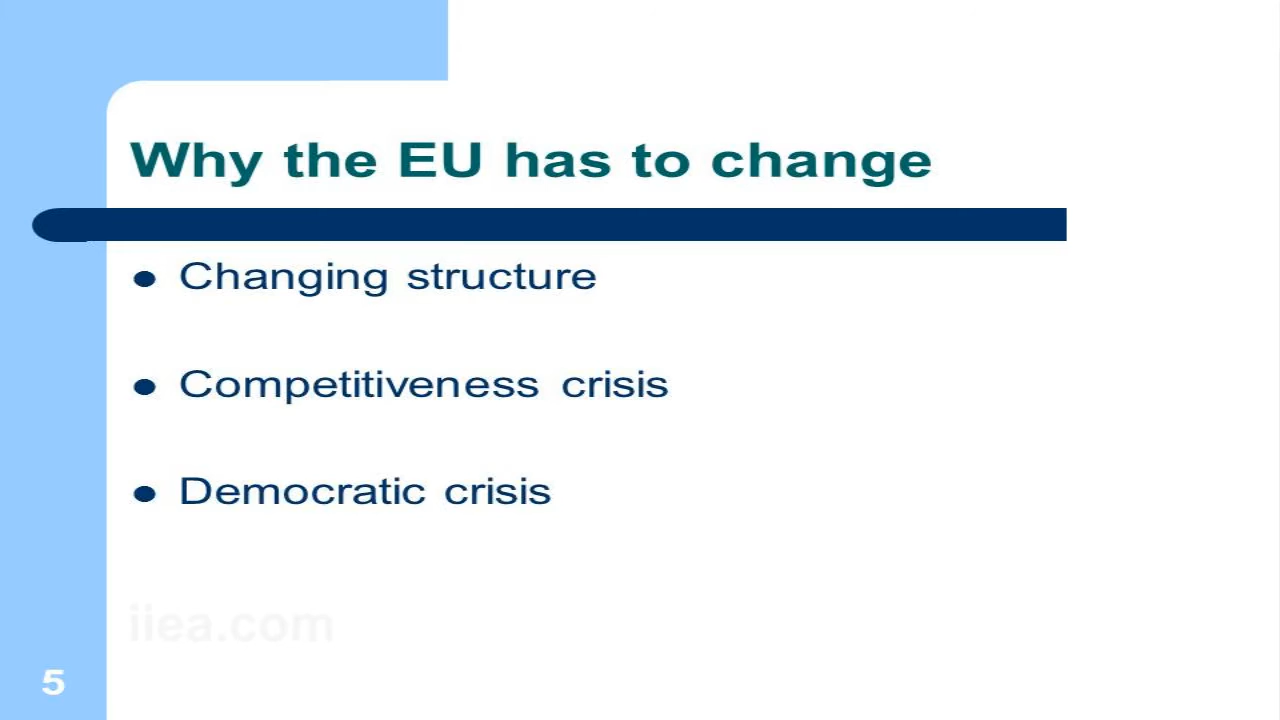 Why the EU has to change
Changing structure
Competitiveness crisis
Democratic crisis
iiea.com
5